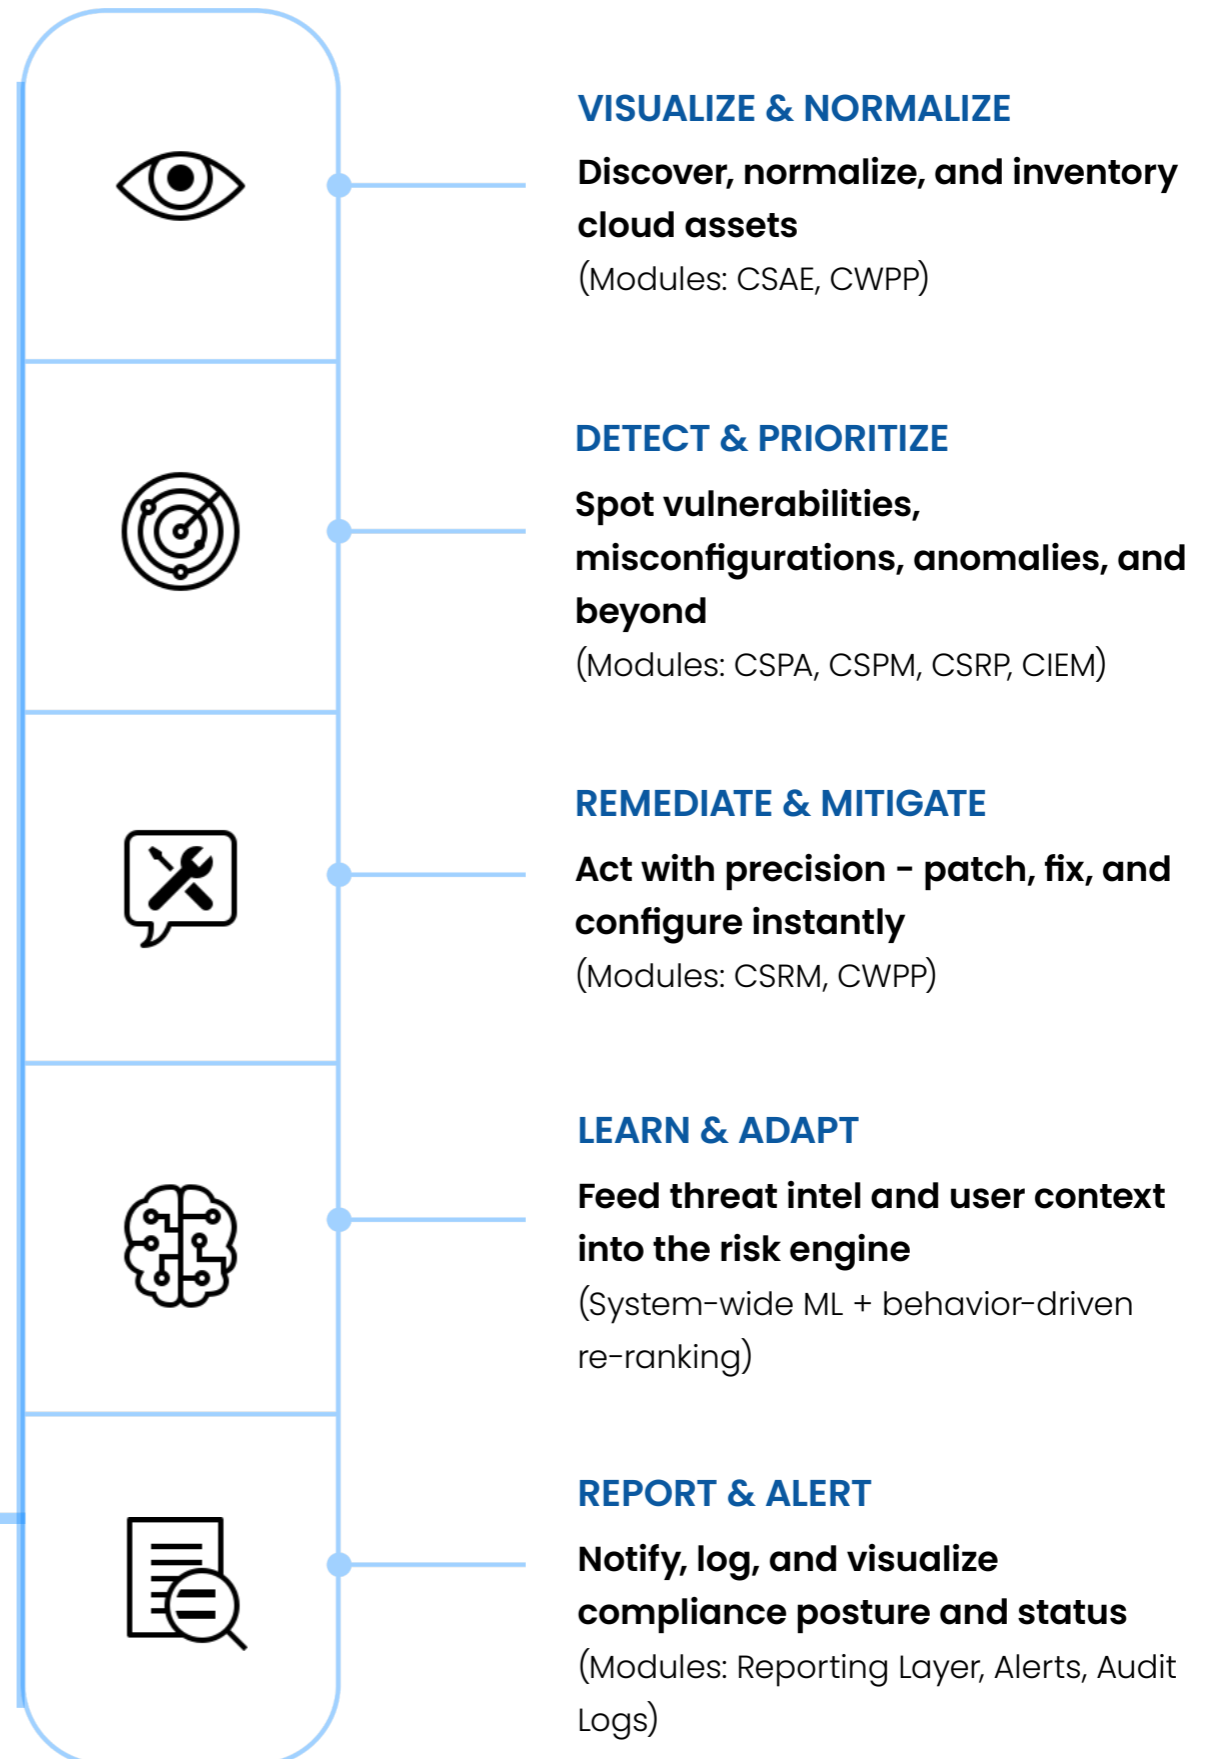 VISUALIZE & NORMALIZE
Discover, normalize, and inventory
cloud assets
(Modules: CSAE, CWPP)
DETECT & PRIORITIZE
Spot vulnerabilities,
misconfigurations, anomalies, and
beyond
(Modules: CSPA, CSPM, CSRP, CIEM)
REMEDIATE & MITIGATE
Act with precision - patch, fix, and
configure instantly
(Modules: CSRM, CWPP)
LEARN & ADAPT
Feed threat intel and user context
into the risk engine
(System-wide ML + behavior-driven
re-ranking)
REPORT & ALERT
Notify, log, and visualize
compliance posture and status
(Modules: Reporting Layer, Alerts, Audit
Logs)